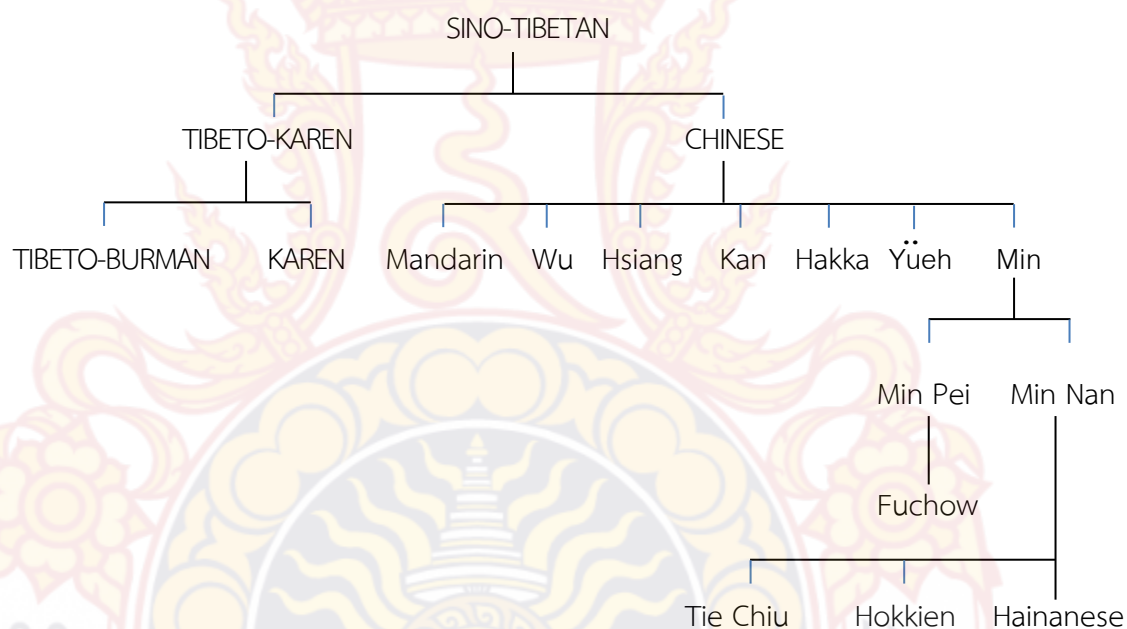 SINO-TIBETAN
TIBETO-KAREN CHINESE
TIBETO-BURMAN KAREN Mandarin Wu Hsiang Kan Hakka Yüeh Min
Min Pei Min Nan
Fuchow
Tie Chiu Hokkien Hainanese